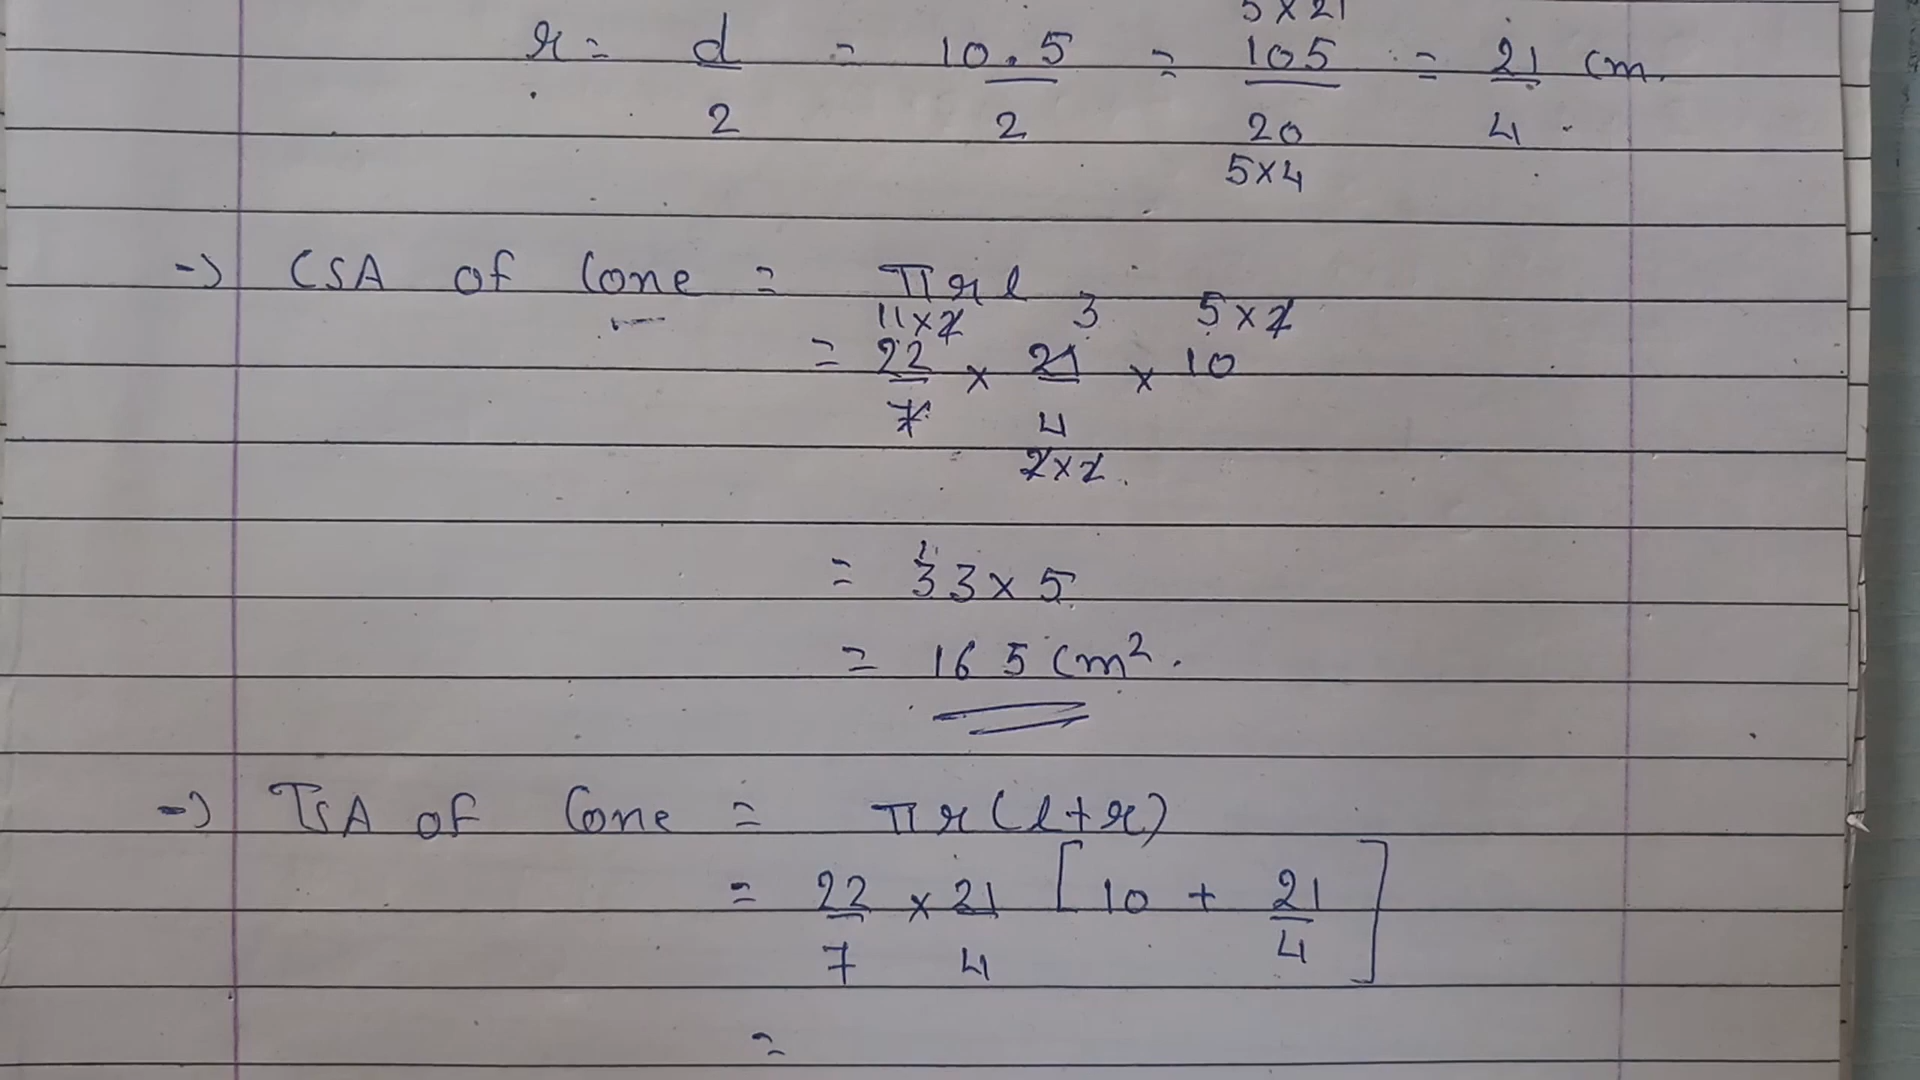 5×21
r = d/2 = 10.5/2 = 105/20 = 21/4 cm.
5×4
→ CSA of Cone = πrl
11×2 3 5×2
= 22/7 × 21/4 × 10
2×2
= 33×5
= 165 cm².
→ TSA of Cone = πr(l+r)
= 22/7 × 21/4 [10 + 21/4]
=